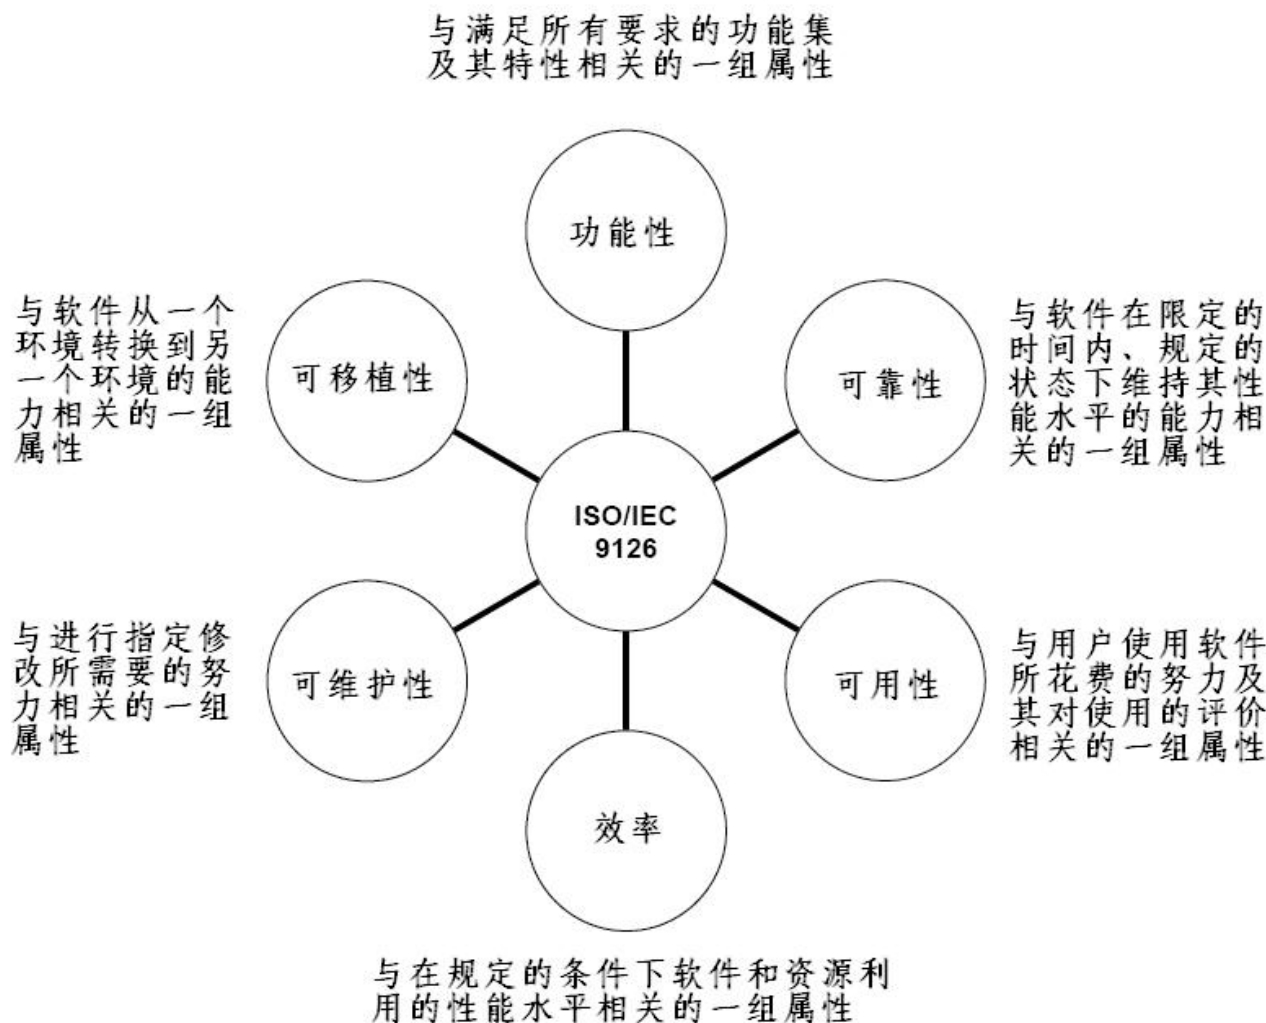 与满足所有要求的功能集
及其特性相关的一组属性
功能性
与软件从一个
环境转换到另
一个环境的能
力相关的一组
属性
可移植性
可靠性
与软件在限定的
时间内、规定的
状态下维持其性
能水平的能力相
关的一组属性
ISO/IEC
9126
与进行指定修
改所需要的努
力相关的一组
属性
可维护性
可用性
与用户使用软件
所花费的努力及
其对使用的评价
相关的一组属性
效率
与在规定的条件下软件和资源利
用的性能水平相关的一组属性